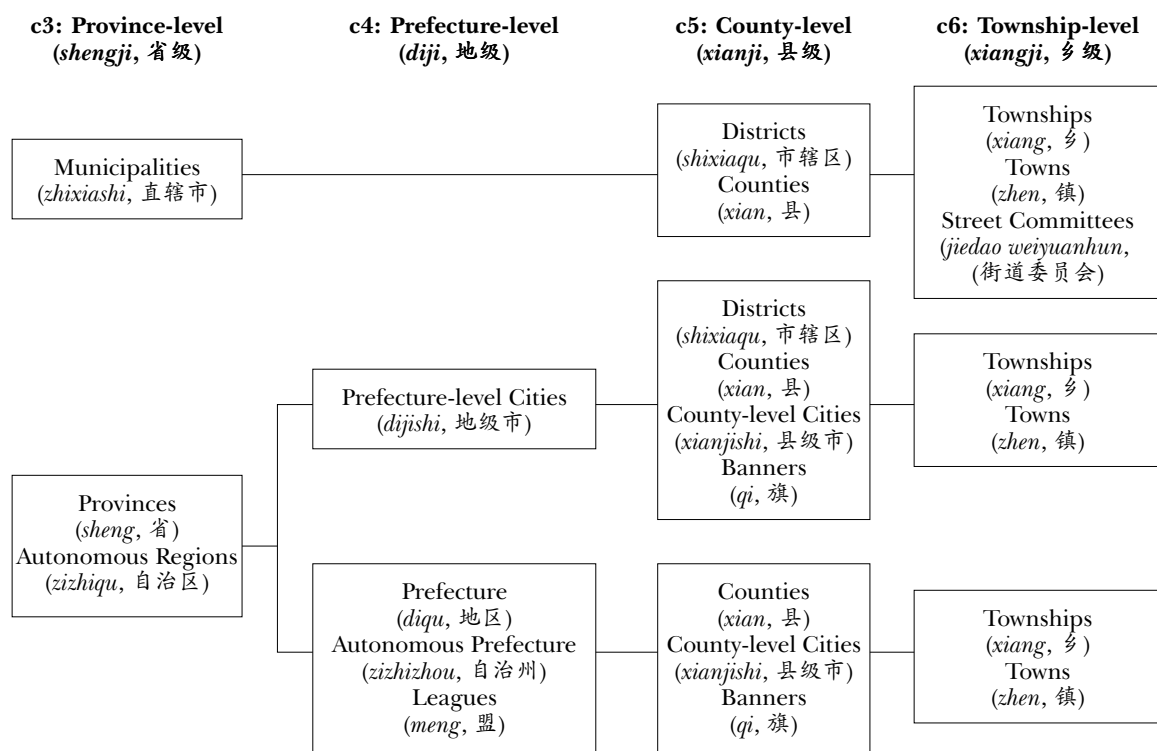 c3: Province-level
(shengji, 省级)
c4: Prefecture-level
(diji, 地级)
c5: County-level
(xianji, 县级)
c6: Township-level
(xiangji, 乡级)
Municipalities
(zhixiashi, 直辖市)
Districts
(shixiaqu, 市辖区)
Counties
(xian, 县)
Townships
(xiang, 乡)
Towns
(zhen, 镇)
Street Committees
(jiedao weiyuanhun,
(街道委员会)
Provinces
(sheng, 省)
Autonomous Regions
(zizhiqu, 自治区)
Prefecture-level Cities
(dijishi, 地级市)
Districts
(shixiaqu, 市辖区)
Counties
(xian, 县)
County-level Cities
(xianjishi, 县级市)
Banners
(qi, 旗)
Townships
(xiang, 乡)
Towns
(zhen, 镇)
Prefecture
(diqu, 地区)
Autonomous Prefecture
(zizhizhou, 自治州)
Leagues
(meng, 盟)
Counties
(xian, 县)
County-level Cities
(xianjishi, 县级市)
Banners
(qi, 旗)
Townships
(xiang, 乡)
Towns
(zhen, 镇)